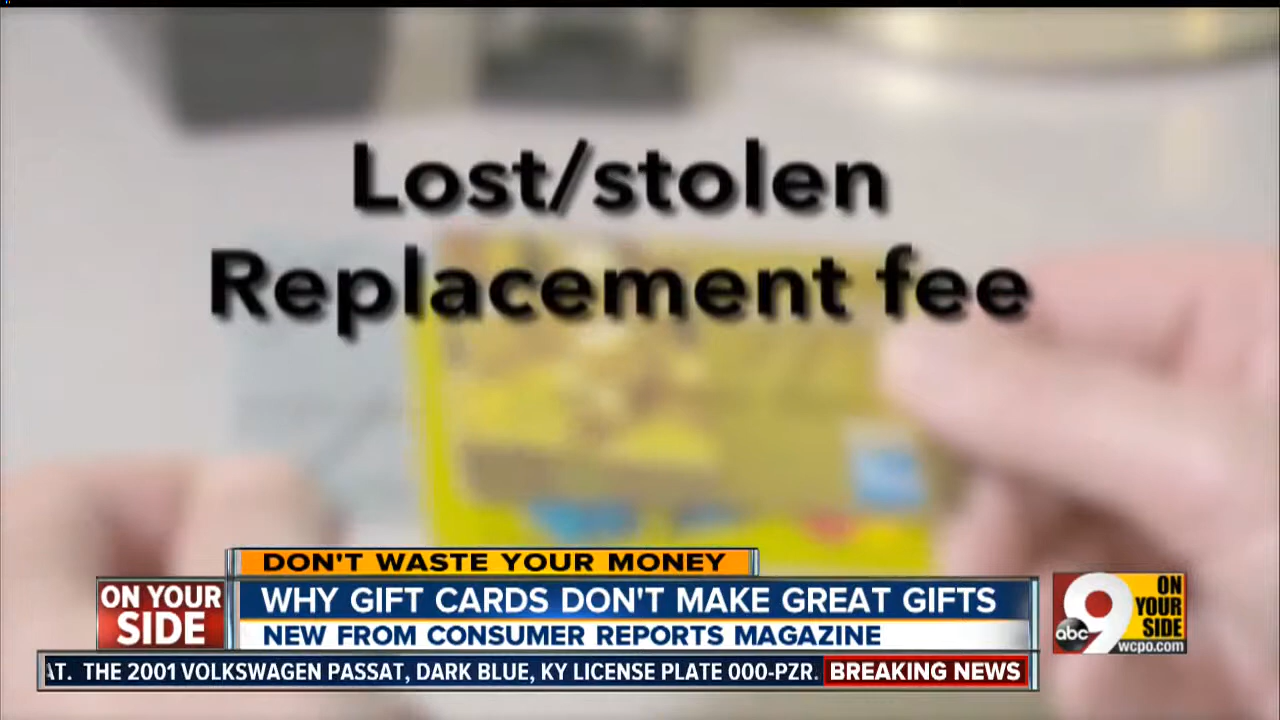 Lost/stolen
Replacement fee
DON'T WASTE YOUR MONEY
ON YOUR
SIDE
WHY GIFT CARDS DON'T MAKE GREAT GIFTS
NEW FROM CONSUMER REPORTS MAGAZINE
abc 9
ON
YOUR
SIDE
wcpo.com
AT. THE 2001 VOLKSWAGEN PASSAT, DARK BLUE, KY LICENSE PLATE 000-PZR. BREAKING NEWS